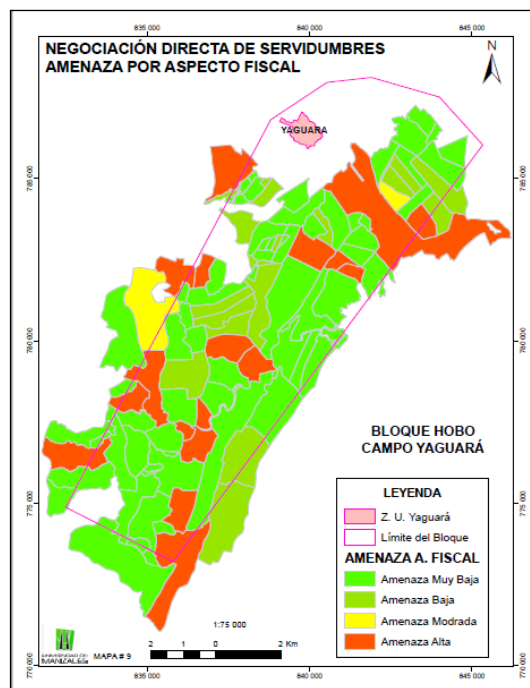 835 000
840 000
845 000
NEGOCIACIÓN DIRECTA DE SERVIDUMBRES
AMENAZA POR ASPECTO FISCAL
N
YAGUARA
785 000
785 000
780 000
780 000
BLOQUE HOBO
CAMPO YAGUARÁ
LEYENDA
Z. U. Yaguará
Límite del Bloque
AMENAZA A. FISCAL
Amenaza Muy Baja
Amenaza Baja
Amenaza Modrada
Amenaza Alta
775 000
775 000
1:75 000
2 1 0 2 Km
UNIVERSIDAD DE
MANIZALES
MAPA # 9
770 000
770 000
835 000
840 000
845 000